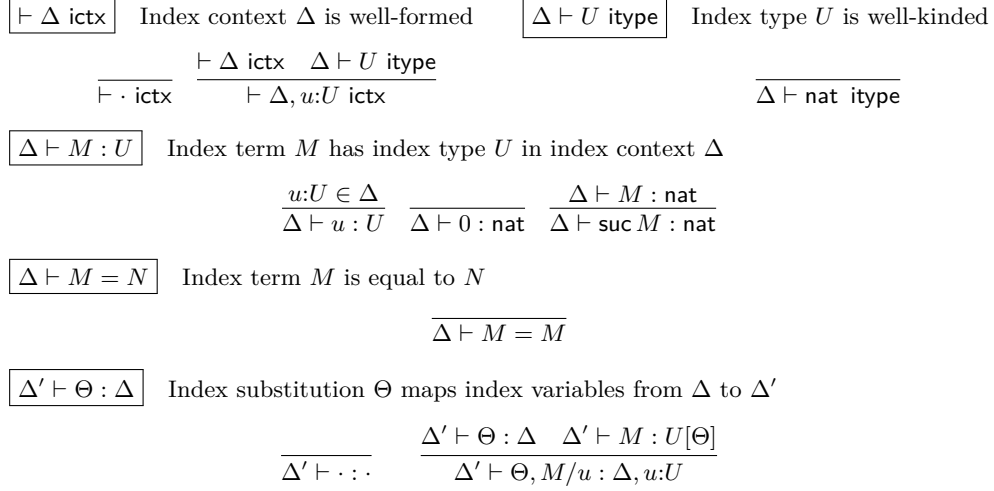 ⊢ Δ ictx Index context Δ is well-formed Δ ⊢ U itype Index type U is well-kinded
⊢ Δ ictx Δ ⊢ U itype
⊢ · ictx ⊢ Δ, u:U ictx Δ ⊢ nat itype
Δ ⊢ M : U Index term M has index type U in index context Δ
u:U ∈ Δ Δ ⊢ M : nat
Δ ⊢ u : U Δ ⊢ 0 : nat Δ ⊢ suc M : nat
Δ ⊢ M = N Index term M is equal to N
Δ ⊢ M = M
Δ′ ⊢ Θ : Δ Index substitution Θ maps index variables from Δ to Δ′
Δ′ ⊢ Θ : Δ Δ′ ⊢ M : U[Θ]
Δ′ ⊢ · : · Δ′ ⊢ Θ, M/u : Δ, u:U